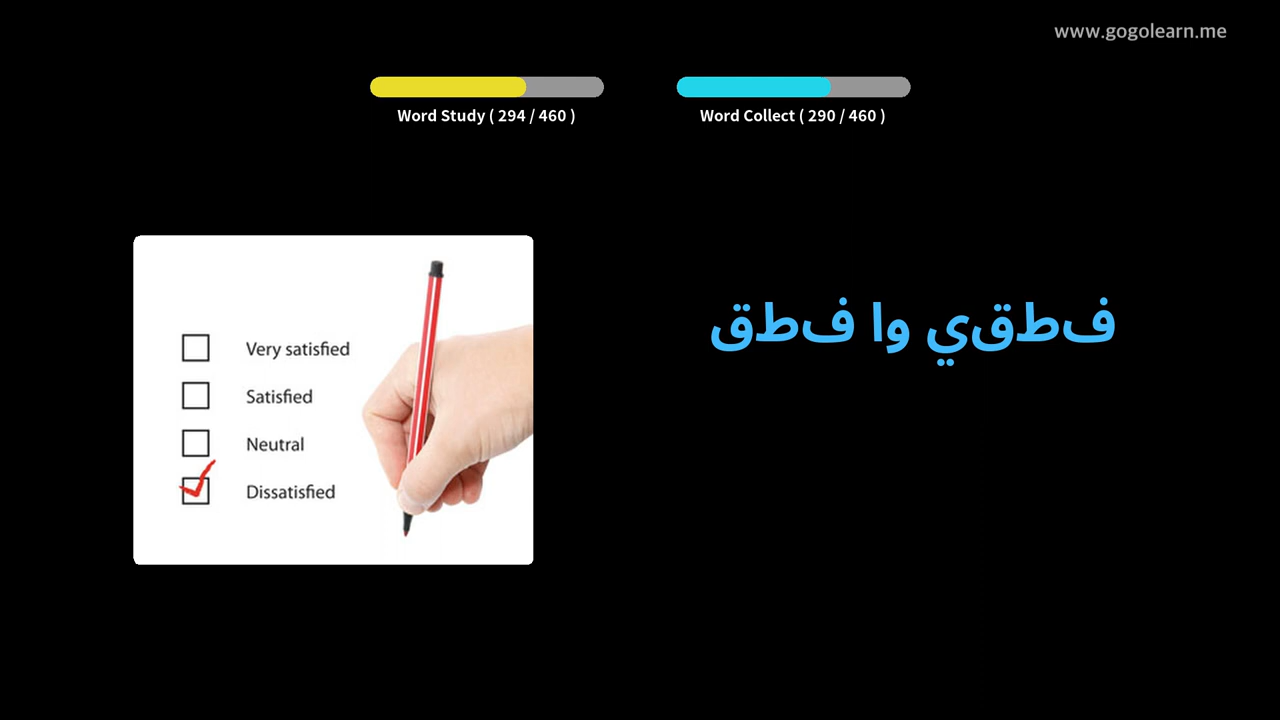 www.gogolearn.me
Word Study ( 294 / 460 )
Word Collect ( 290 / 460 )
فطقي وا فطق
Very satisfied
Satisfied
Neutral
Dissatisfied